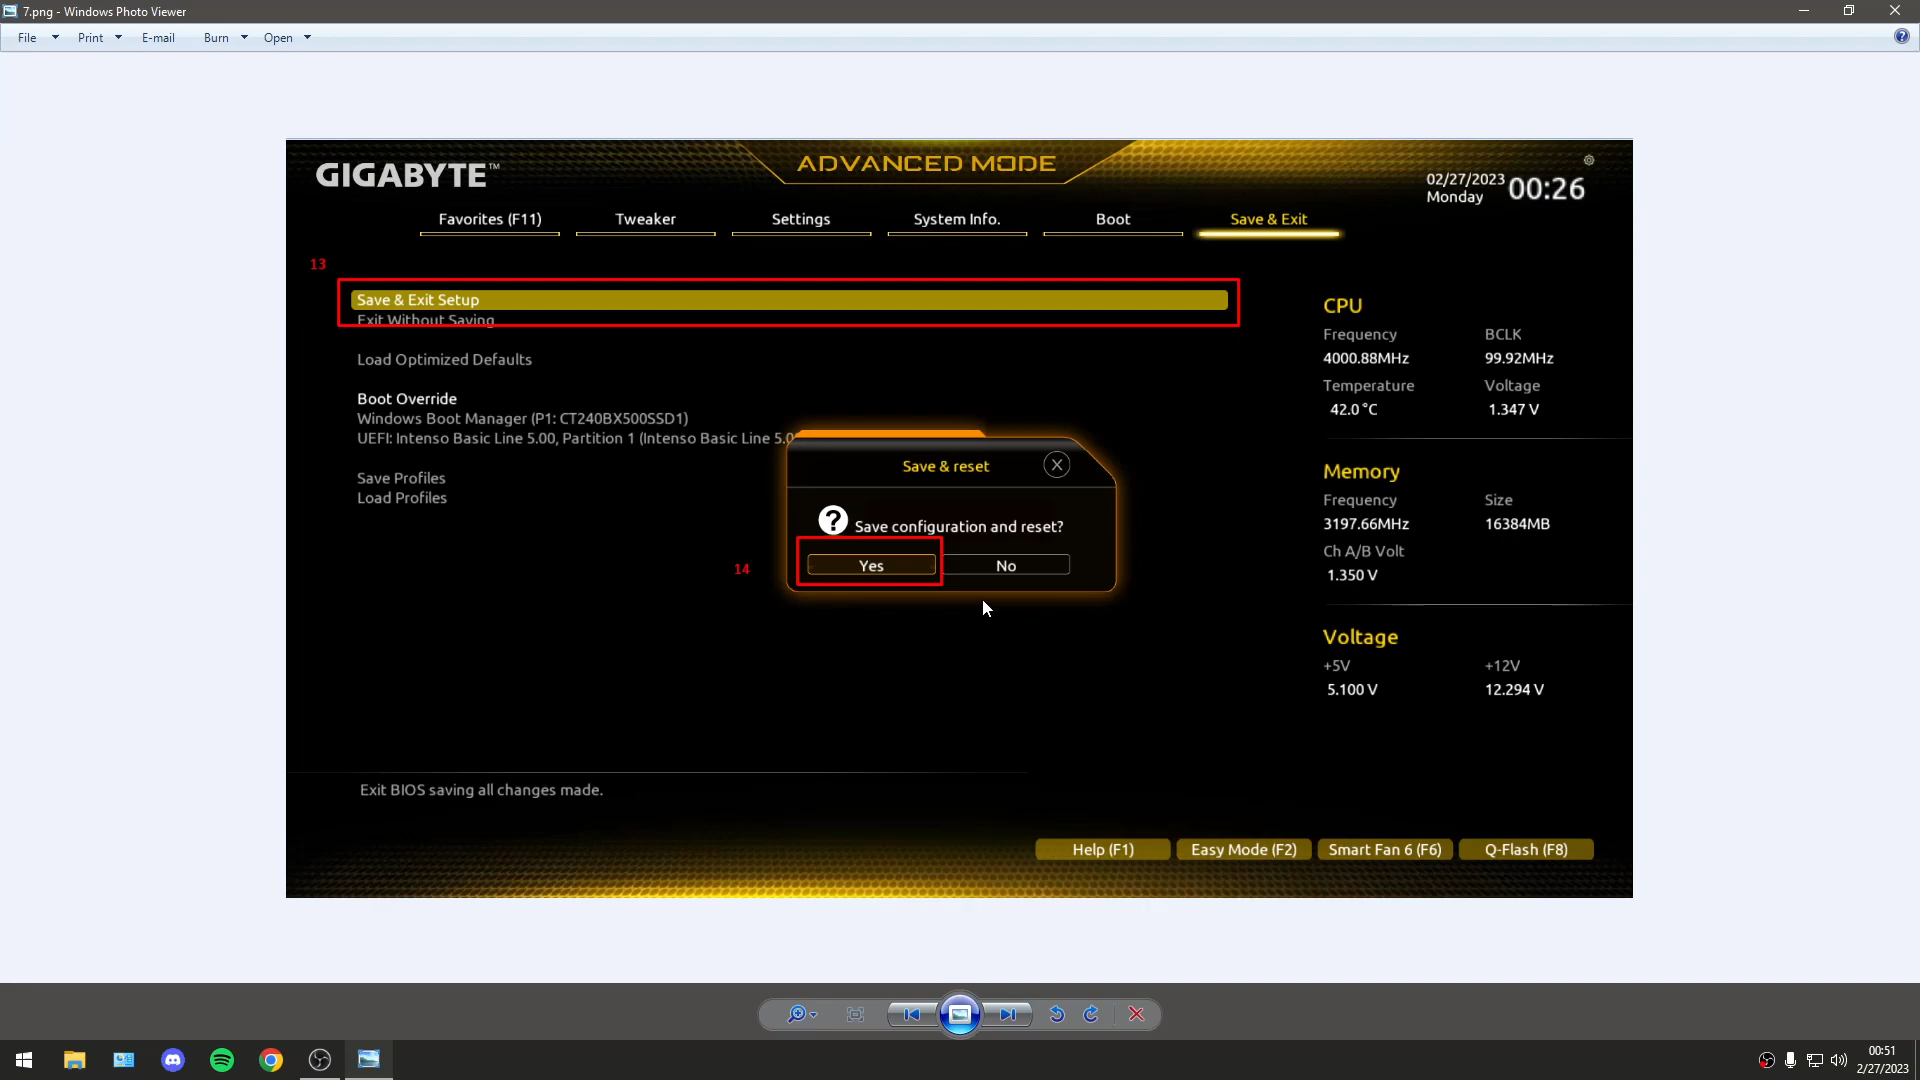 7.png - Windows Photo Viewer
File Print E-mail Burn Open
GIGABYTE™
ADVANCED MODE
02/27/2023
Monday
00:26
Favorites (F11) Tweaker Settings System Info. Boot Save & Exit
13
Save & Exit Setup
Exit Without Saving
Load Optimized Defaults
Boot Override
Windows Boot Manager (P1: CT240BX500SSD1)
UEFI: Intenso Basic Line 5.00, Partition 1 (Intenso Basic Line 5.0
Save Profiles
Load Profiles
Save & reset
Save configuration and reset?
14
Yes No
CPU
Frequency BCLK
4000.88MHz 99.92MHz
Temperature Voltage
42.0 °C 1.347 V
Memory
Frequency Size
3197.66MHz 16384MB
Ch A/B Volt
1.350 V
Voltage
+5V +12V
5.100 V 12.294 V
Exit BIOS saving all changes made.
Help (F1) Easy Mode (F2) Smart Fan 6 (F6) Q-Flash (F8)
00:51
2/27/2023